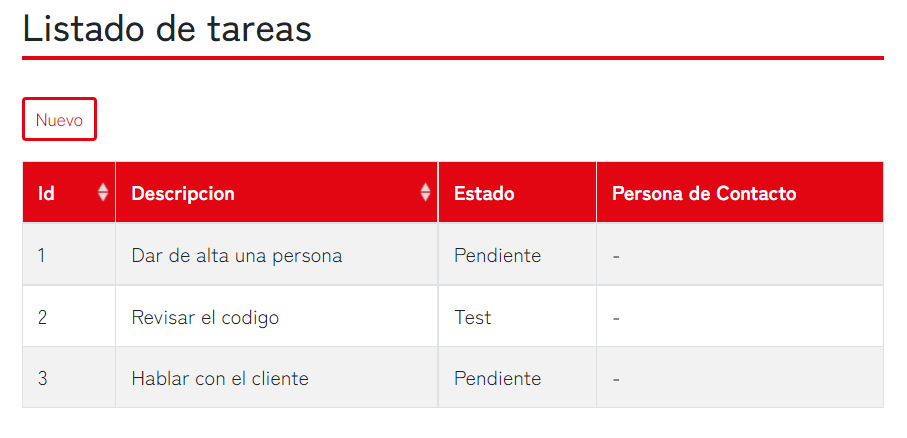 Listado de tareas
Nuevo
Id Descripcion Estado Persona de Contacto
1 Dar de alta una persona Pendiente -
2 Revisar el codigo Test -
3 Hablar con el cliente Pendiente -